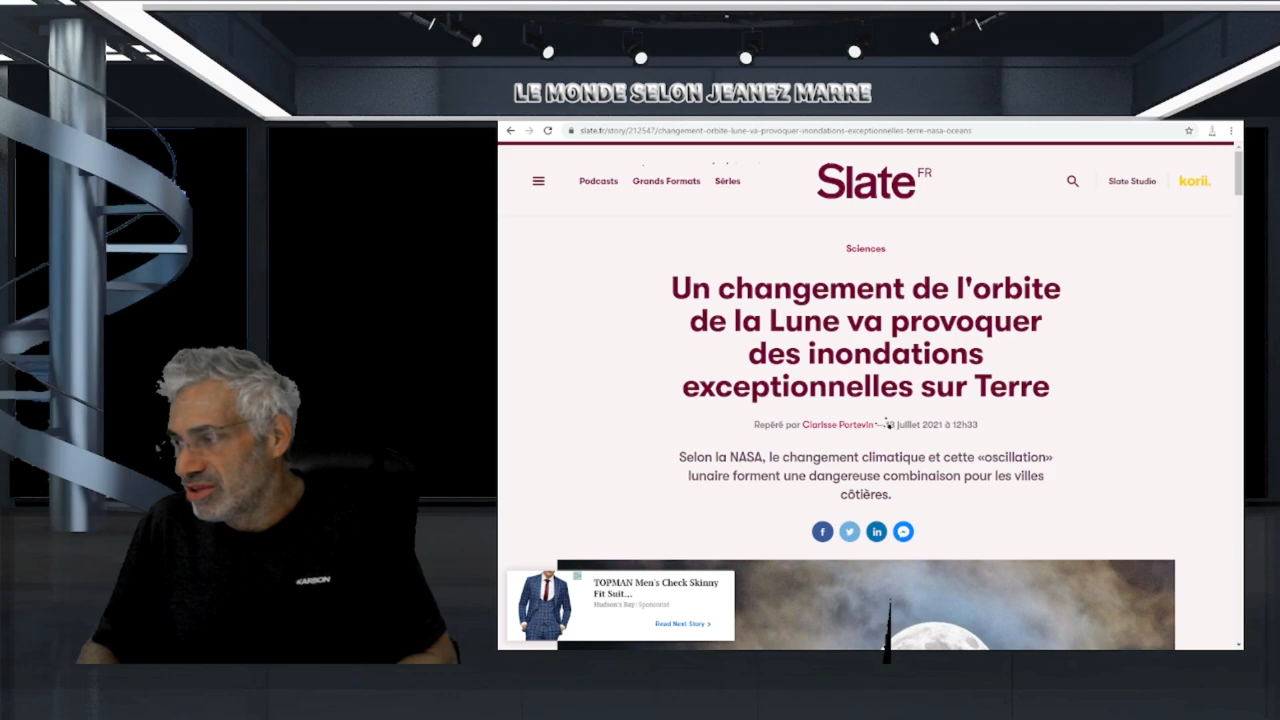 LE MONDE SELON JEANEZ MARRE
slate.fr/story/212547/changement-orbite-lune-va-provoquer-inondations-exceptionnelles-terre-nasa-oceans
Podcasts Grands Formats Séries
Slate FR
Slate Studio korii.
Sciences
Un changement de l'orbite
de la Lune va provoquer
des inondations
exceptionnelles sur Terre
Repéré par Clarisse Portevin — 13 juillet 2021 à 12h33
Selon la NASA, le changement climatique et cette «oscillation»
lunaire forment une dangereuse combinaison pour les villes
côtières.
TOPMAN Men's Check Skinny
Fit Suit...
Hudson's Bay: Sponsorisé
Read Next Story >
KARBON